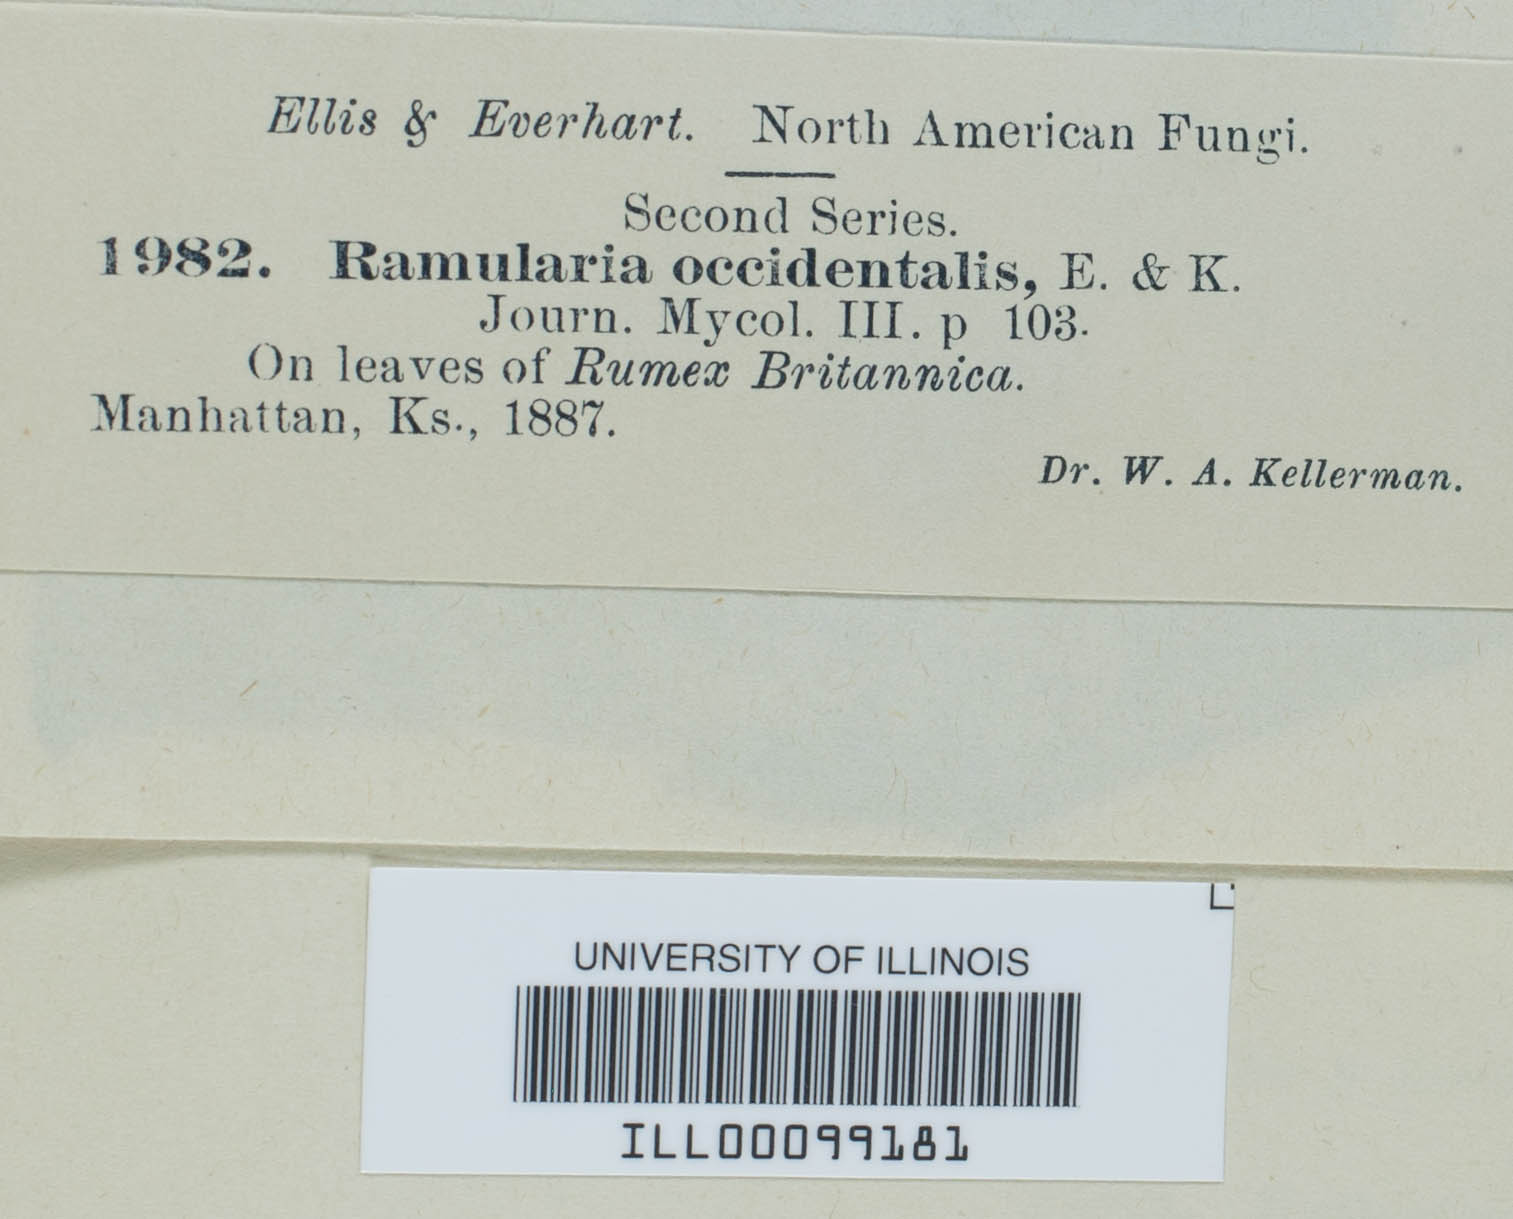 Ellis & Everhart. North American Fungi.
Second Series.
1982. Ramularia occidentalis, E. & K.
Journ. Mycol. III. p 103.
On leaves of Rumex Britannica.
Manhattan, Ks., 1887.
Dr. W. A. Kellerman.
UNIVERSITY OF ILLINOIS
ILL00099181